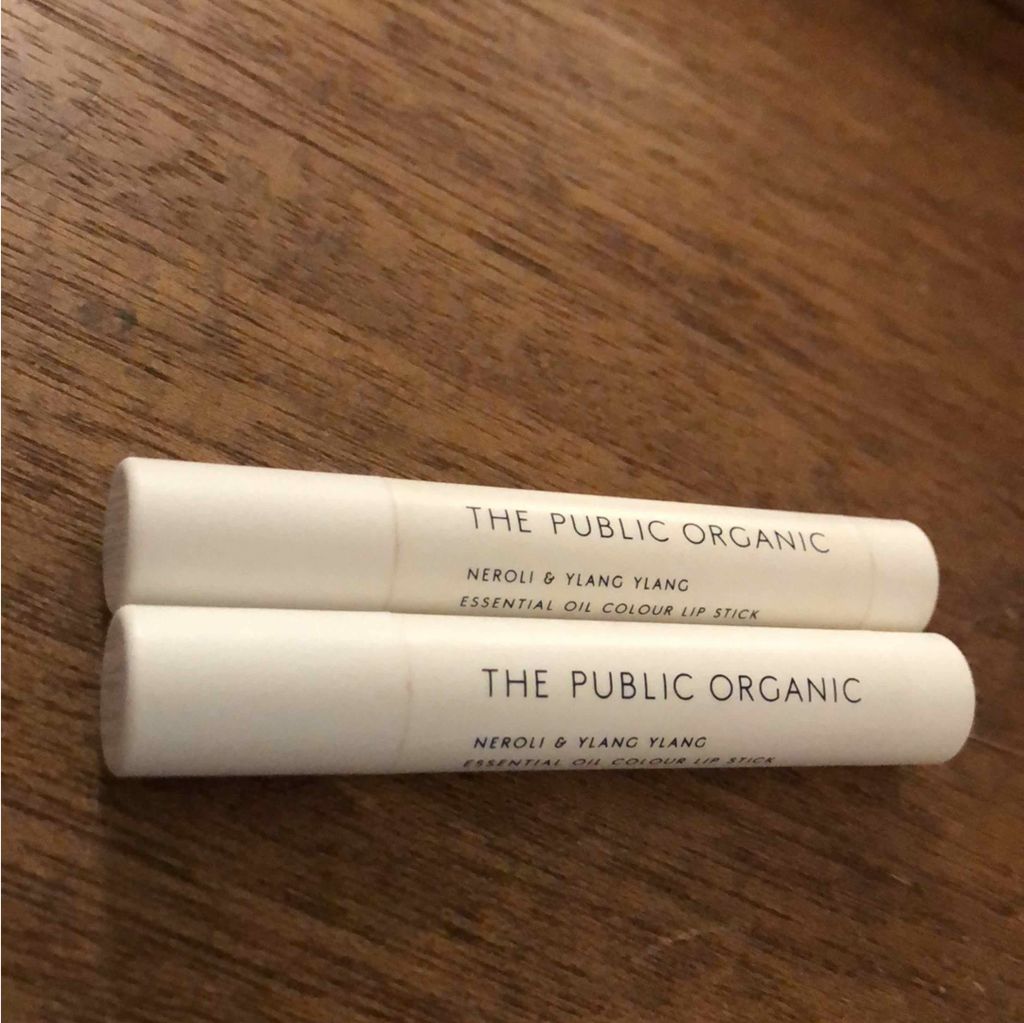 THE PUBLIC ORGANIC
NEROLI & YLANG YLANG
ESSENTIAL OIL COLOUR LIP STICK
THE PUBLIC ORGANIC
NEROLI & YLANG YLANG
ESSENTIAL OIL COLOUR LIP STICK